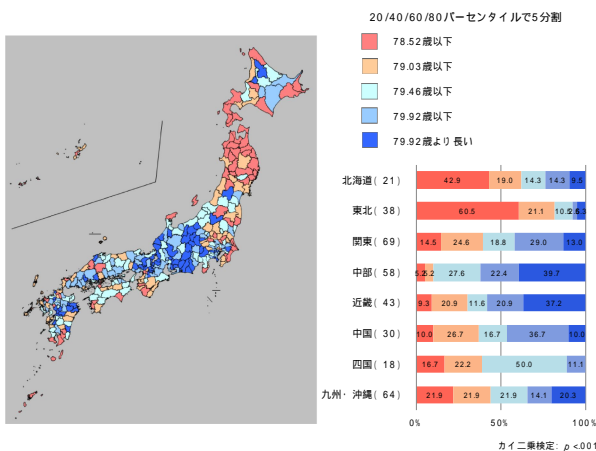 20/40/60/80パーセンタイルで5分割
78.52歳以下
79.03歳以下
79.46歳以下
79.92歳以下
79.92歳より長い
北海道( 21) 42.9 19.0 14.3 14.3 9.5
東北( 38) 60.5 21.1 10.5 5.3
関東( 69) 14.5 24.6 18.8 29.0 13.0
中部( 58) 5.2 5.2 27.6 22.4 39.7
近畿( 43) 9.3 20.9 11.6 20.9 37.2
中国( 30) 10.0 26.7 16.7 36.7 10.0
四国( 18) 16.7 22.2 50.0 11.1
九州・沖縄( 64) 21.9 21.9 21.9 14.1 20.3
0% 50% 100%
カイ二乗検定: p <.001